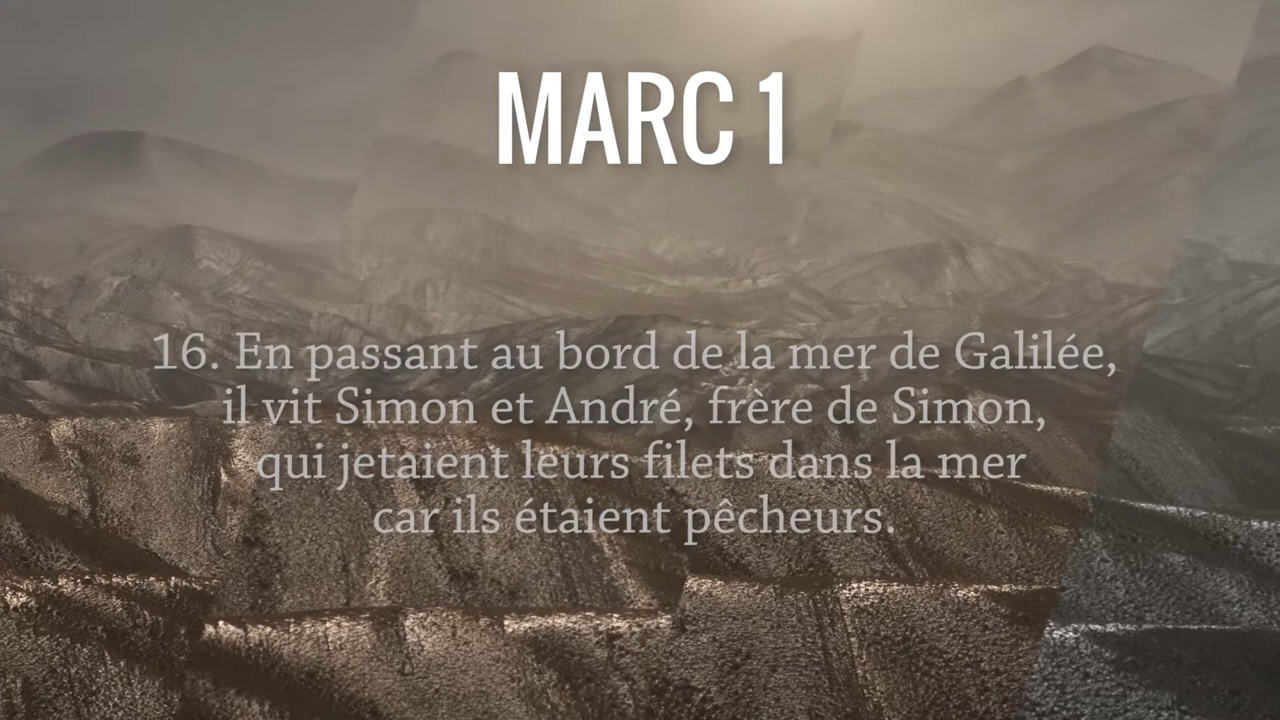 MARC 1
16. En passant au bord de la mer de Galilée,
il vit Simon et André, frère de Simon,
qui jetaient leurs filets dans la mer
car ils étaient pêcheurs.